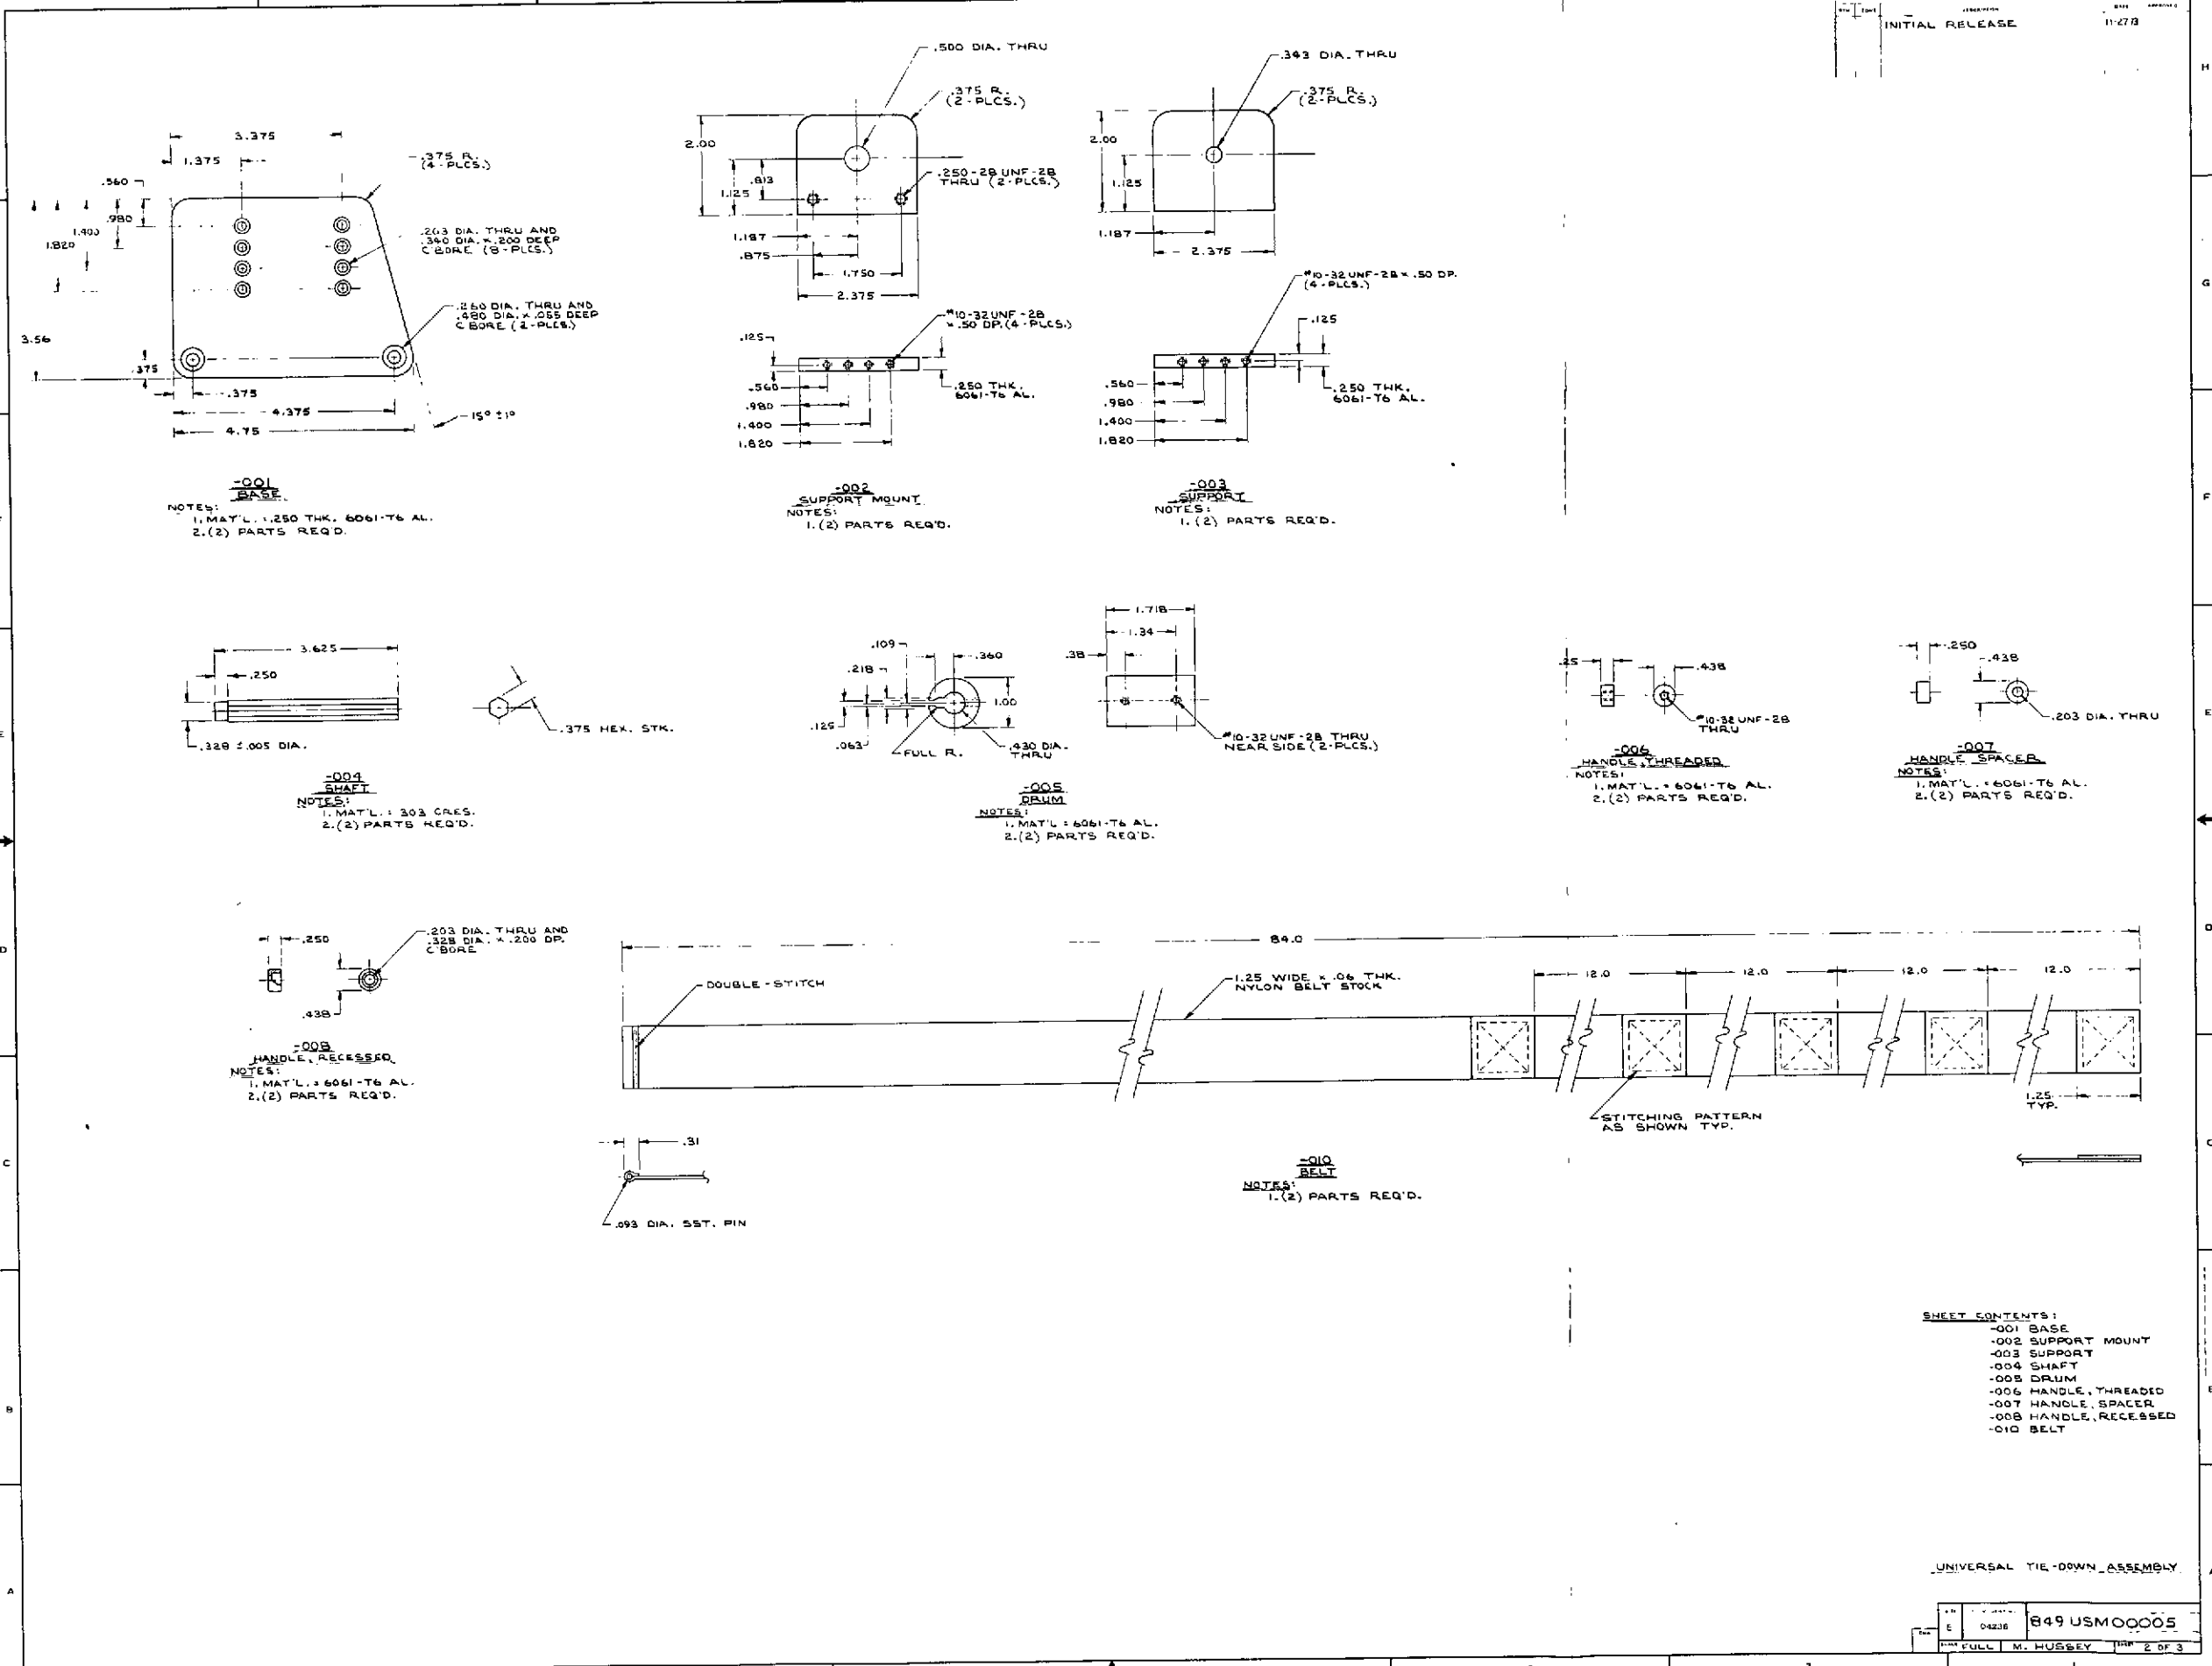 INITIAL RELEASE
H
3.375
1.375
.560
.980
1.400
1.820
3.56
.375 R.
(4-PLCS.)
.203 DIA. THRU AND
.340 DIA. × .200 DEEP
C'BORE (8-PLCS.)
.260 DIA. THRU AND
.480 DIA. × .055 DEEP
C'BORE (2-PLCS.)
.375
.375
4.375
4.75
15° ±1°
-001
BASE
NOTES:
1. MAT'L. : .250 THK. 6061-T6 AL.
2. (2) PARTS REQ'D.
.500 DIA. THRU
.375 R.
(2-PLCS.)
2.00
1.125
.813
.250-28 UNF-2B
THRU (2-PLCS.)
1.187
.875
1.750
2.375
#10-32 UNF-2B
× .50 DP. (4-PLCS.)
.125
.560
.980
1.400
1.820
.250 THK.
6061-T6 AL.
-002
SUPPORT MOUNT
NOTES:
1. (2) PARTS REQ'D.
.343 DIA. THRU
.375 R.
(2-PLCS.)
2.00
1.125
1.187
2.375
#10-32 UNF-2B × .50 DP.
(4-PLCS.)
.125
.560
.980
1.400
1.820
.250 THK.
6061-T6 AL.
-003
SUPPORT
NOTES:
1. (2) PARTS REQ'D.
G
F
3.625
.250
.328 ±.005 DIA.
.375 HEX. STK.
-004
SHAFT
NOTES:
1. MAT'L. : 303 CRES.
2. (2) PARTS REQ'D.
.109
.218
.360
1.00
.125
.063
FULL R.
.430 DIA.
THRU
1.718
1.34
.38
#10-32 UNF-2B THRU
NEAR SIDE (2-PLCS.)
-005
DRUM
NOTES:
1. MAT'L : 6061-T6 AL.
2. (2) PARTS REQ'D.
.25
.438
#10-32 UNF-2B
THRU
-006
HANDLE, THREADED
NOTES:
1. MAT'L. : 6061-T6 AL.
2. (2) PARTS REQ'D.
.250
.438
.203 DIA. THRU
-007
HANDLE SPACER
NOTES:
1. MAT'L. : 6061-T6 AL.
2. (2) PARTS REQ'D.
E
D
.250
.203 DIA. THRU AND
.328 DIA. × .200 DP.
C'BORE
.438
-008
HANDLE, RECESSED
NOTES:
1. MAT'L. : 6061-T6 AL.
2. (2) PARTS REQ'D.
84.0
DOUBLE-STITCH
1.25 WIDE × .06 THK.
NYLON BELT STOCK
12.0
12.0
12.0
12.0
1.25
TYP.
STITCHING PATTERN
AS SHOWN TYP.
.31
.093 DIA. SST. PIN
-010
BELT
NOTES:
1. (2) PARTS REQ'D.
C
SHEET CONTENTS:
-001 BASE
-002 SUPPORT MOUNT
-003 SUPPORT
-004 SHAFT
-005 DRUM
-006 HANDLE, THREADED
-007 HANDLE, SPACER
-008 HANDLE, RECESSED
-010 BELT
B
A
UNIVERSAL TIE-DOWN ASSEMBLY
E 04236 849 USM00005
FULL M. HUSSEY 2 OF 3